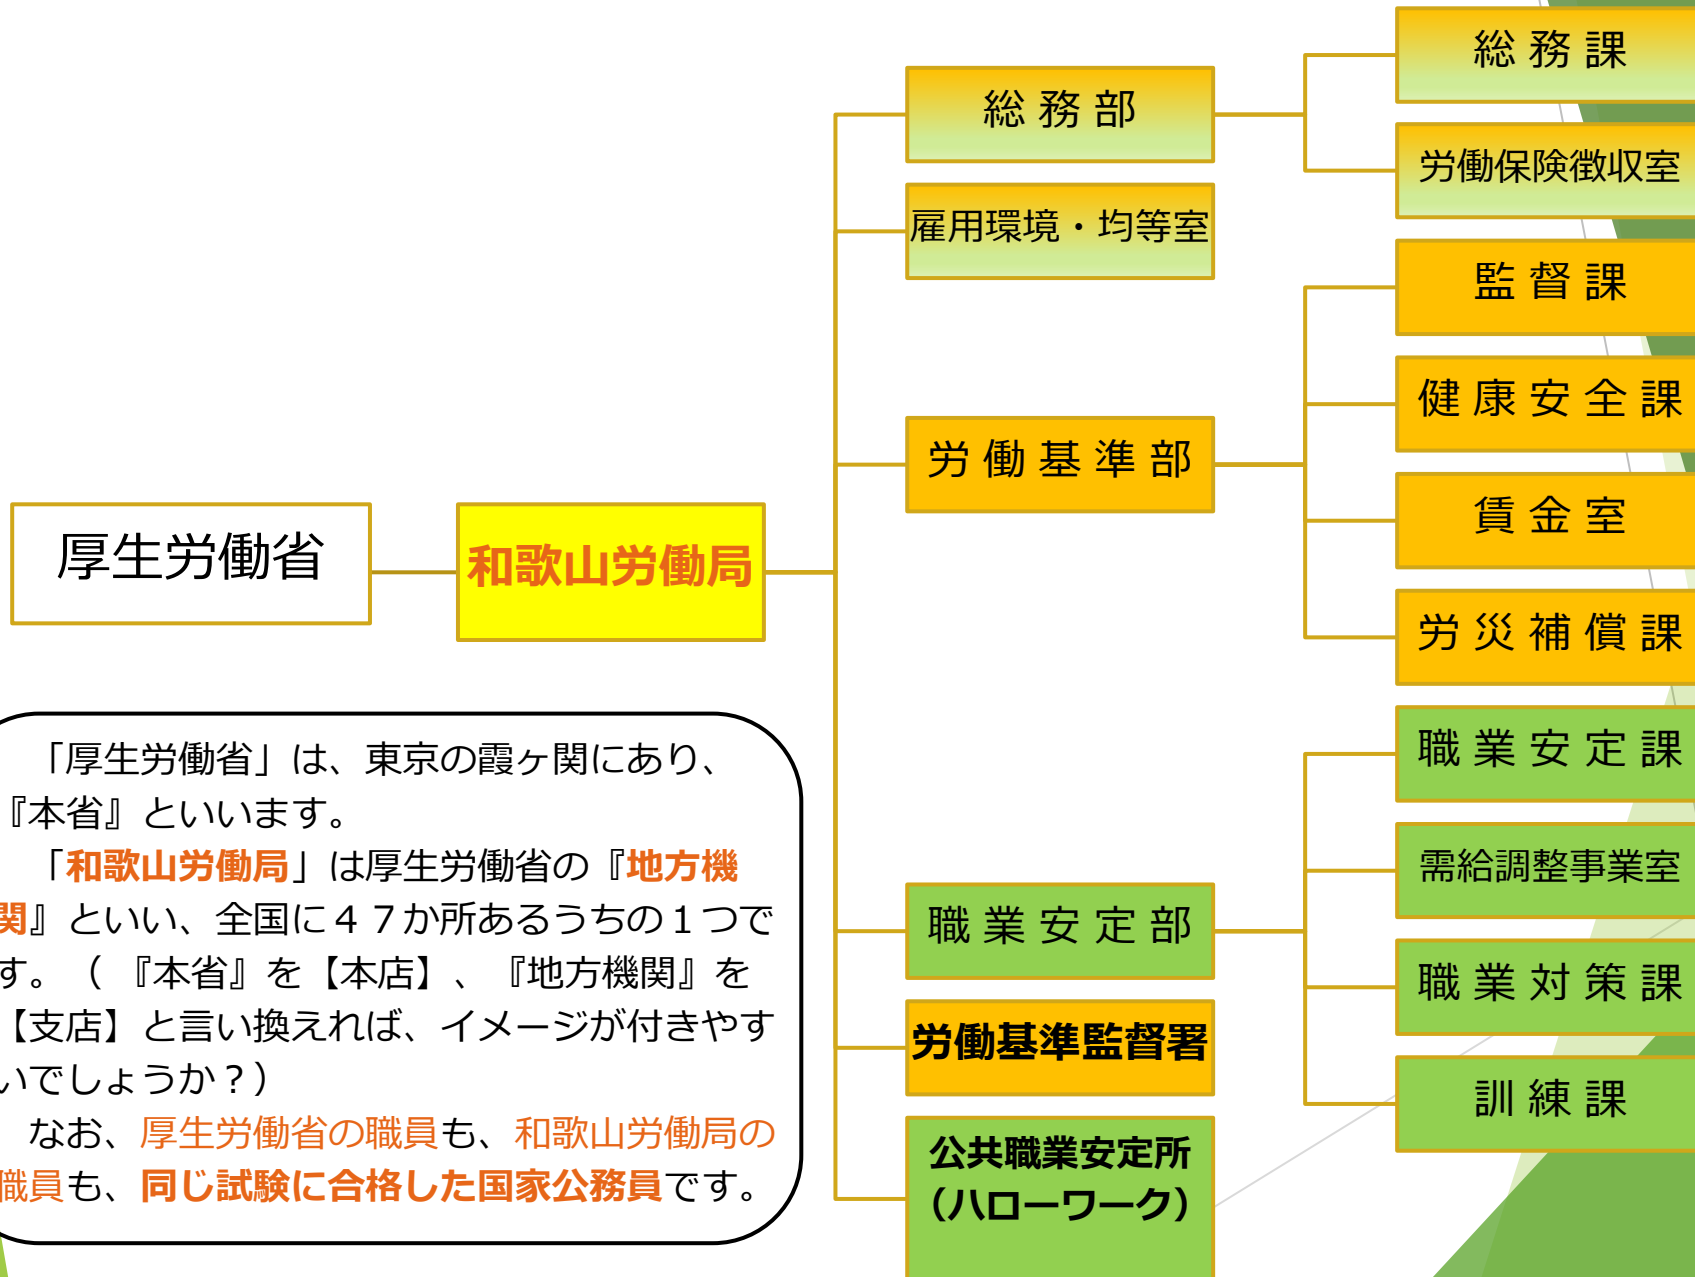 厚生労働省
和歌山労働局
総 務 部
雇用環境・均等室
労 働 基 準 部
職 業 安 定 部
労働基準監督署
公共職業安定所
（ハローワーク）
総 務 課
労働保険徴収室
監 督 課
健 康 安 全 課
賃 金 室
労 災 補 償 課
職 業 安 定 課
需給調整事業室
職 業 対 策 課
訓 練 課
「厚生労働省」は、東京の霞ヶ関にあり、
『本省』といいます。
「和歌山労働局」は厚生労働省の『地方機
関』といい、全国に４７か所あるうちの１つで
す。（ 『本省』を【本店】、『地方機関』を
【支店】と言い換えれば、イメージが付きやす
いでしょうか？）
なお、厚生労働省の職員も、和歌山労働局の
職員も、同じ試験に合格した国家公務員です。